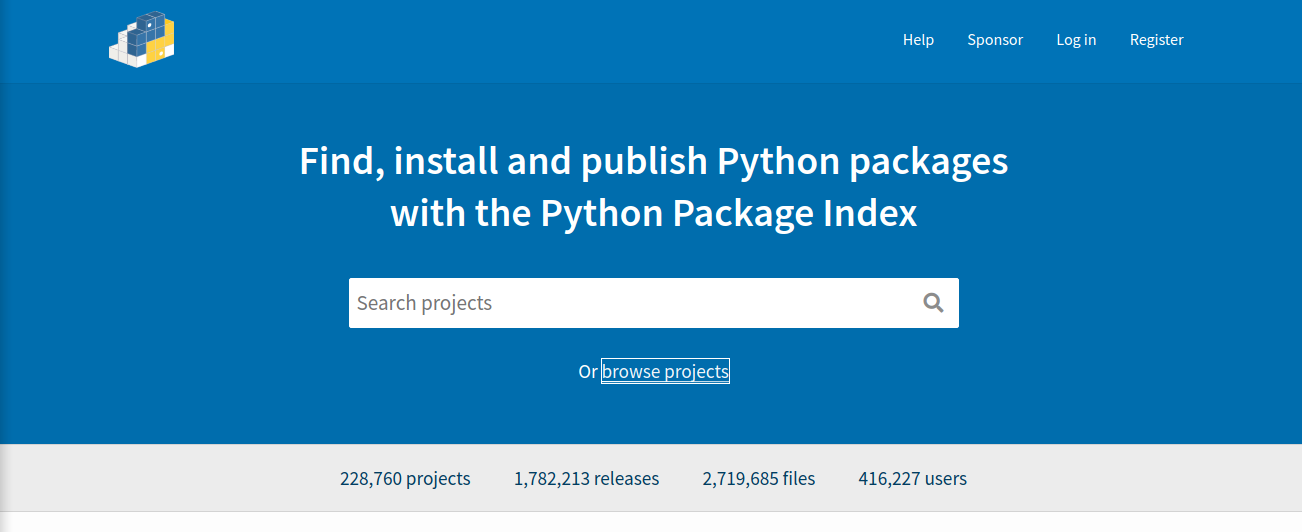 Help Sponsor Log in Register
Find, install and publish Python packages
with the Python Package Index
Search projects
Or browse projects
228,760 projects 1,782,213 releases 2,719,685 files 416,227 users